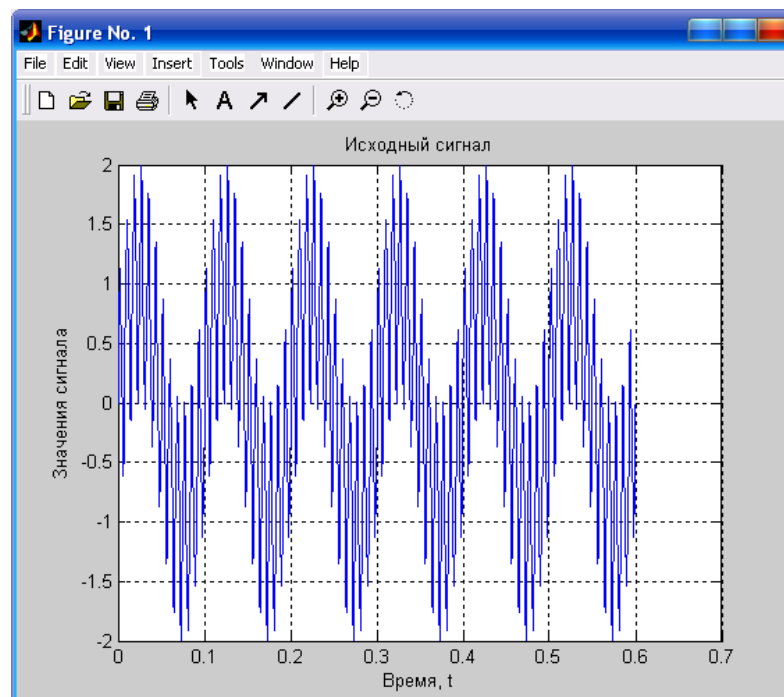 Figure No. 1
File Edit View Insert Tools Window Help
A
Исходный сигнал
2
1.5
1
0.5
0
-0.5
-1
-1.5
-2
Значения сигнала
0 0.1 0.2 0.3 0.4 0.5 0.6 0.7
Время, t